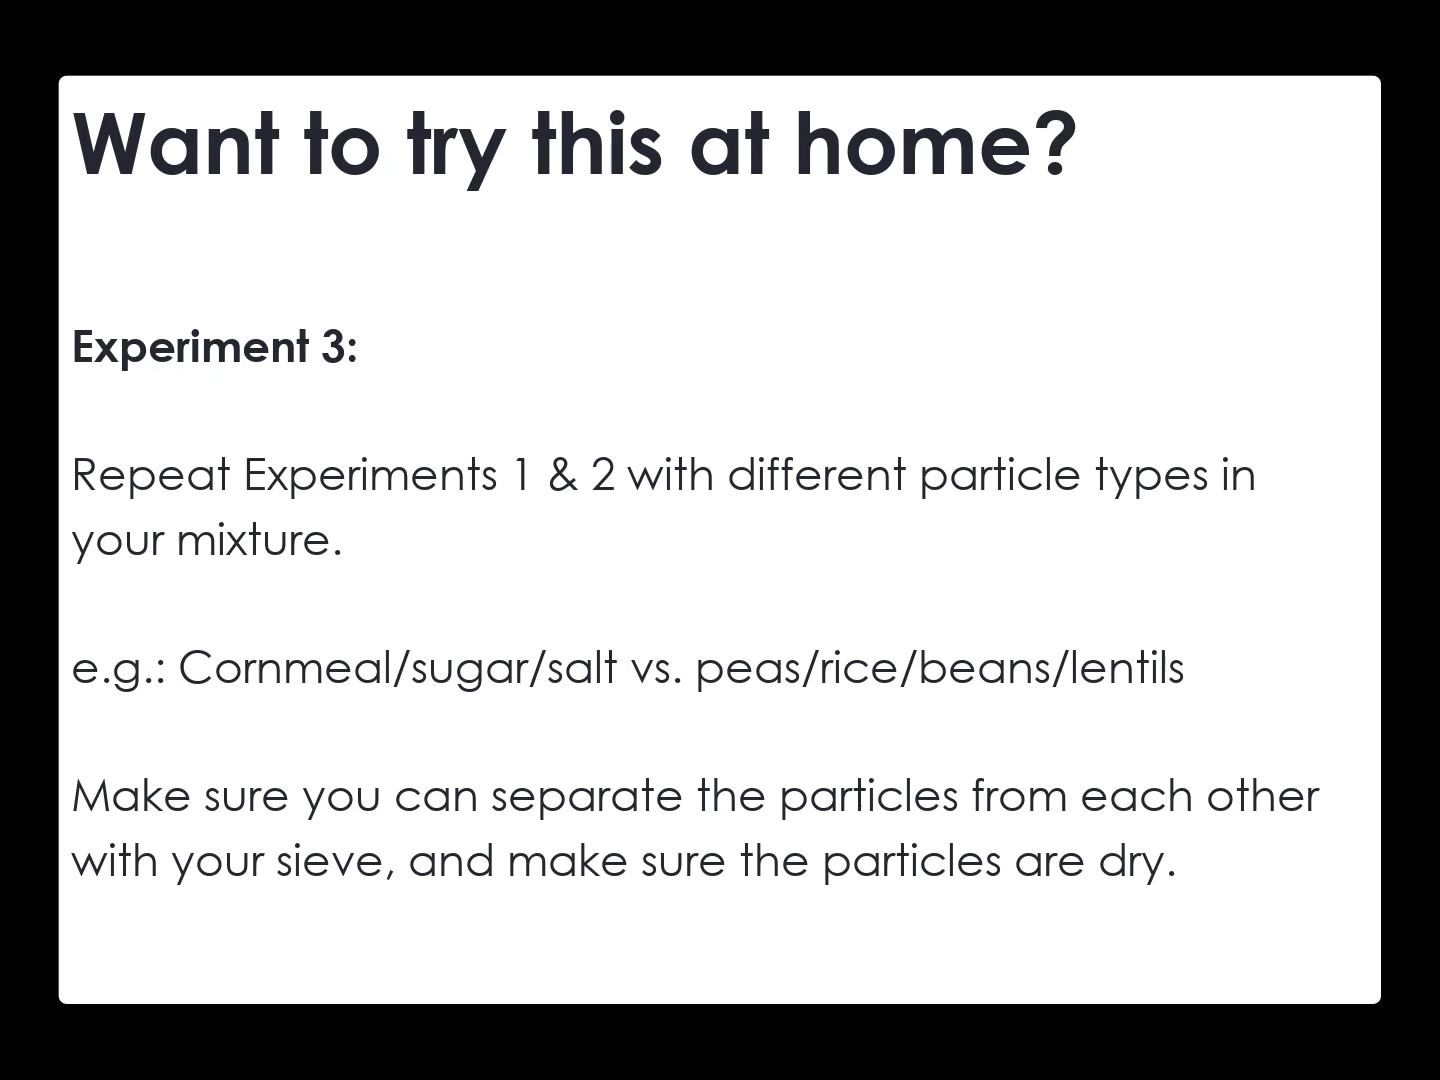 Want to try this at home?
Experiment 3:
Repeat Experiments 1 & 2 with different particle types in
your mixture.
e.g.: Cornmeal/sugar/salt vs. peas/rice/beans/lentils
Make sure you can separate the particles from each other
with your sieve, and make sure the particles are dry.